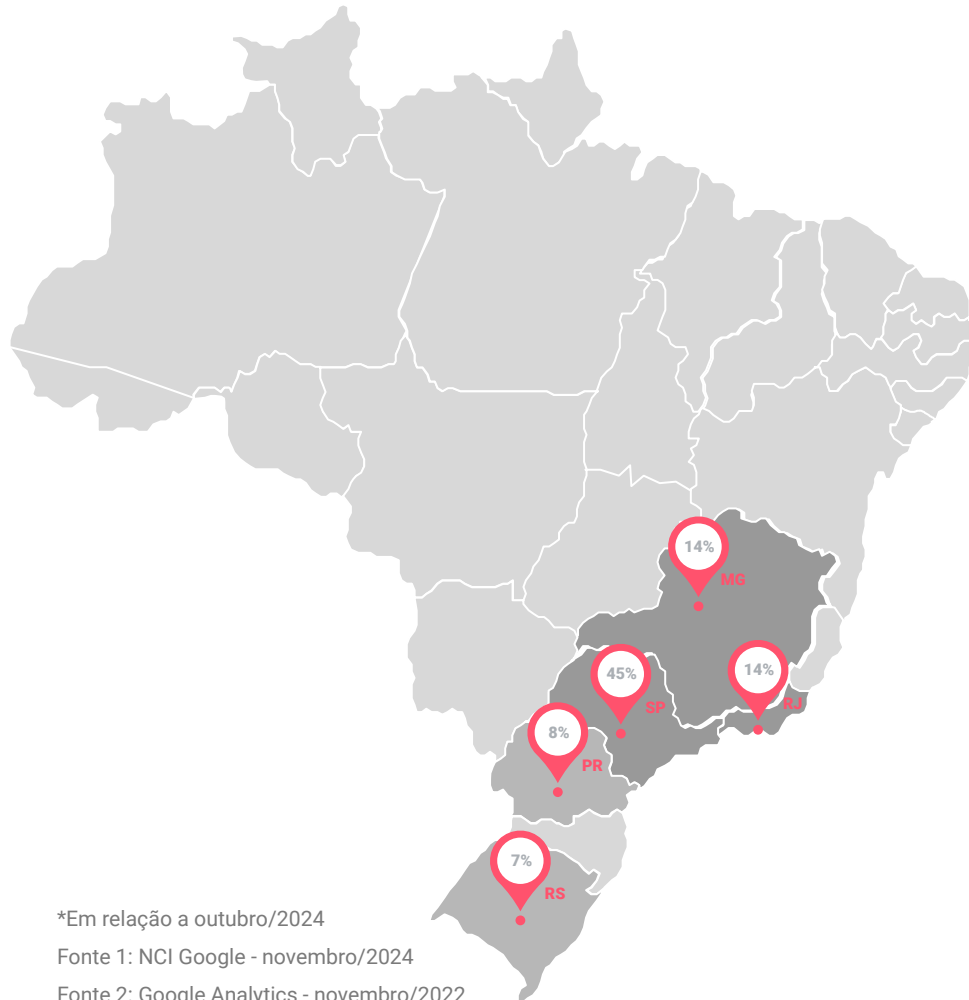 14%
MG
45%
SP
14%
RJ
8%
PR
7%
RS
*Em relação a outubro/2024
Fonte 1: NCI Google - novembro/2024
Fonte 2: Google Analytics - novembro/2022